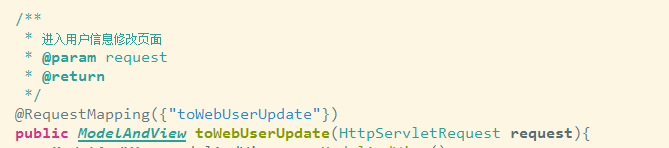 /**
 * 进入用户信息修改页面
 * @param request
 * @return
 */
@RequestMapping({"toWebUserUpdate"})
public ModelAndView toWebUserUpdate(HttpServletRequest request){